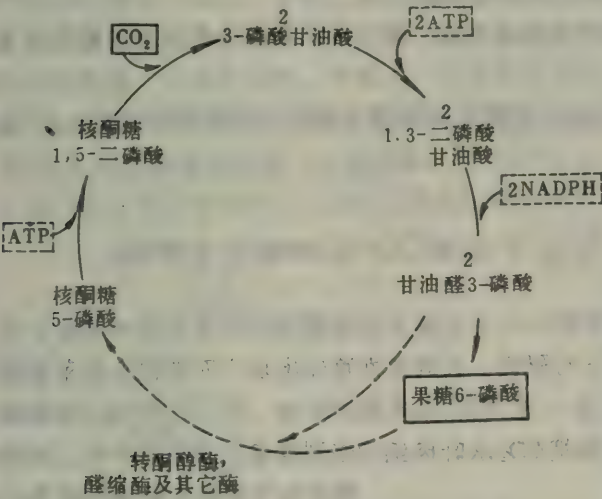 CO₂
2
3-磷酸甘油酸
2ATP
2
1.3-二磷酸
甘油酸
2NADPH
2
甘油醛3-磷酸
果糖6-磷酸
转酮醇酶,
醛缩酶及其它酶
核酮糖
5-磷酸
ATP
核酮糖
1,5-二磷酸